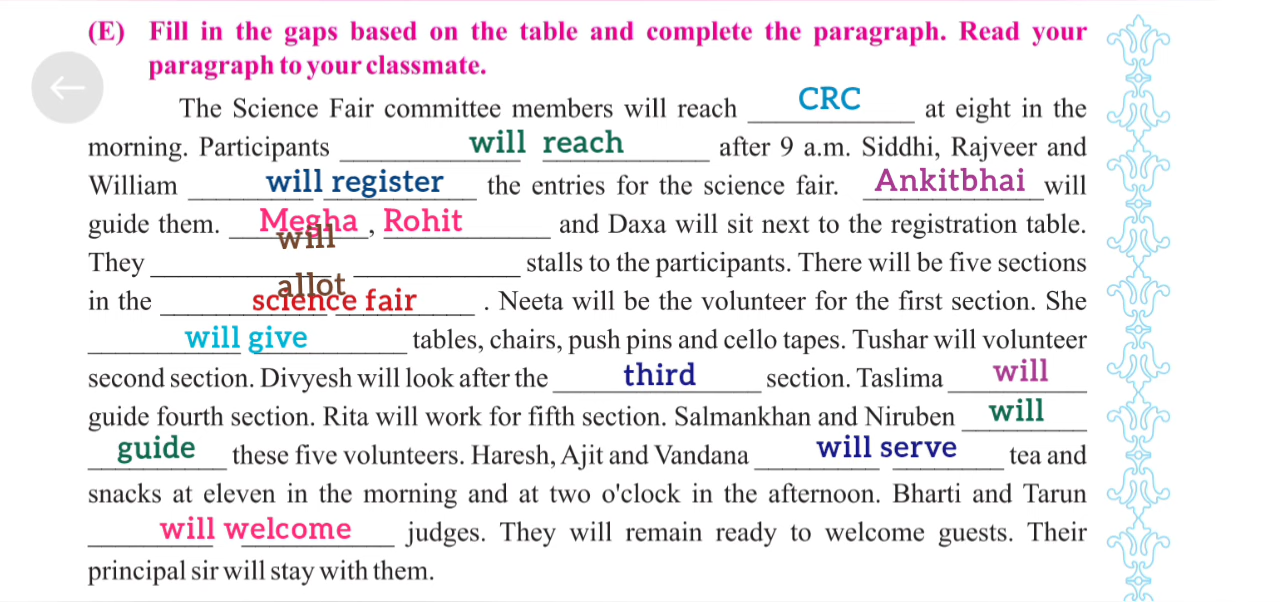 (E) Fill in the gaps based on the table and complete the paragraph. Read your
paragraph to your classmate.
The Science Fair committee members will reach CRC at eight in the
morning. Participants will reach after 9 a.m. Siddhi, Rajveer and
William will register the entries for the science fair. Ankitbhai will
guide them. Megha , Rohit and Daxa will sit next to the registration table.
They will allot stalls to the participants. There will be five sections
in the science fair . Neeta will be the volunteer for the first section. She
will give tables, chairs, push pins and cello tapes. Tushar will volunteer
second section. Divyesh will look after the third section. Taslima will
guide fourth section. Rita will work for fifth section. Salmankhan and Niruben will
guide these five volunteers. Haresh, Ajit and Vandana will serve tea and
snacks at eleven in the morning and at two o'clock in the afternoon. Bharti and Tarun
will welcome judges. They will remain ready to welcome guests. Their
principal sir will stay with them.